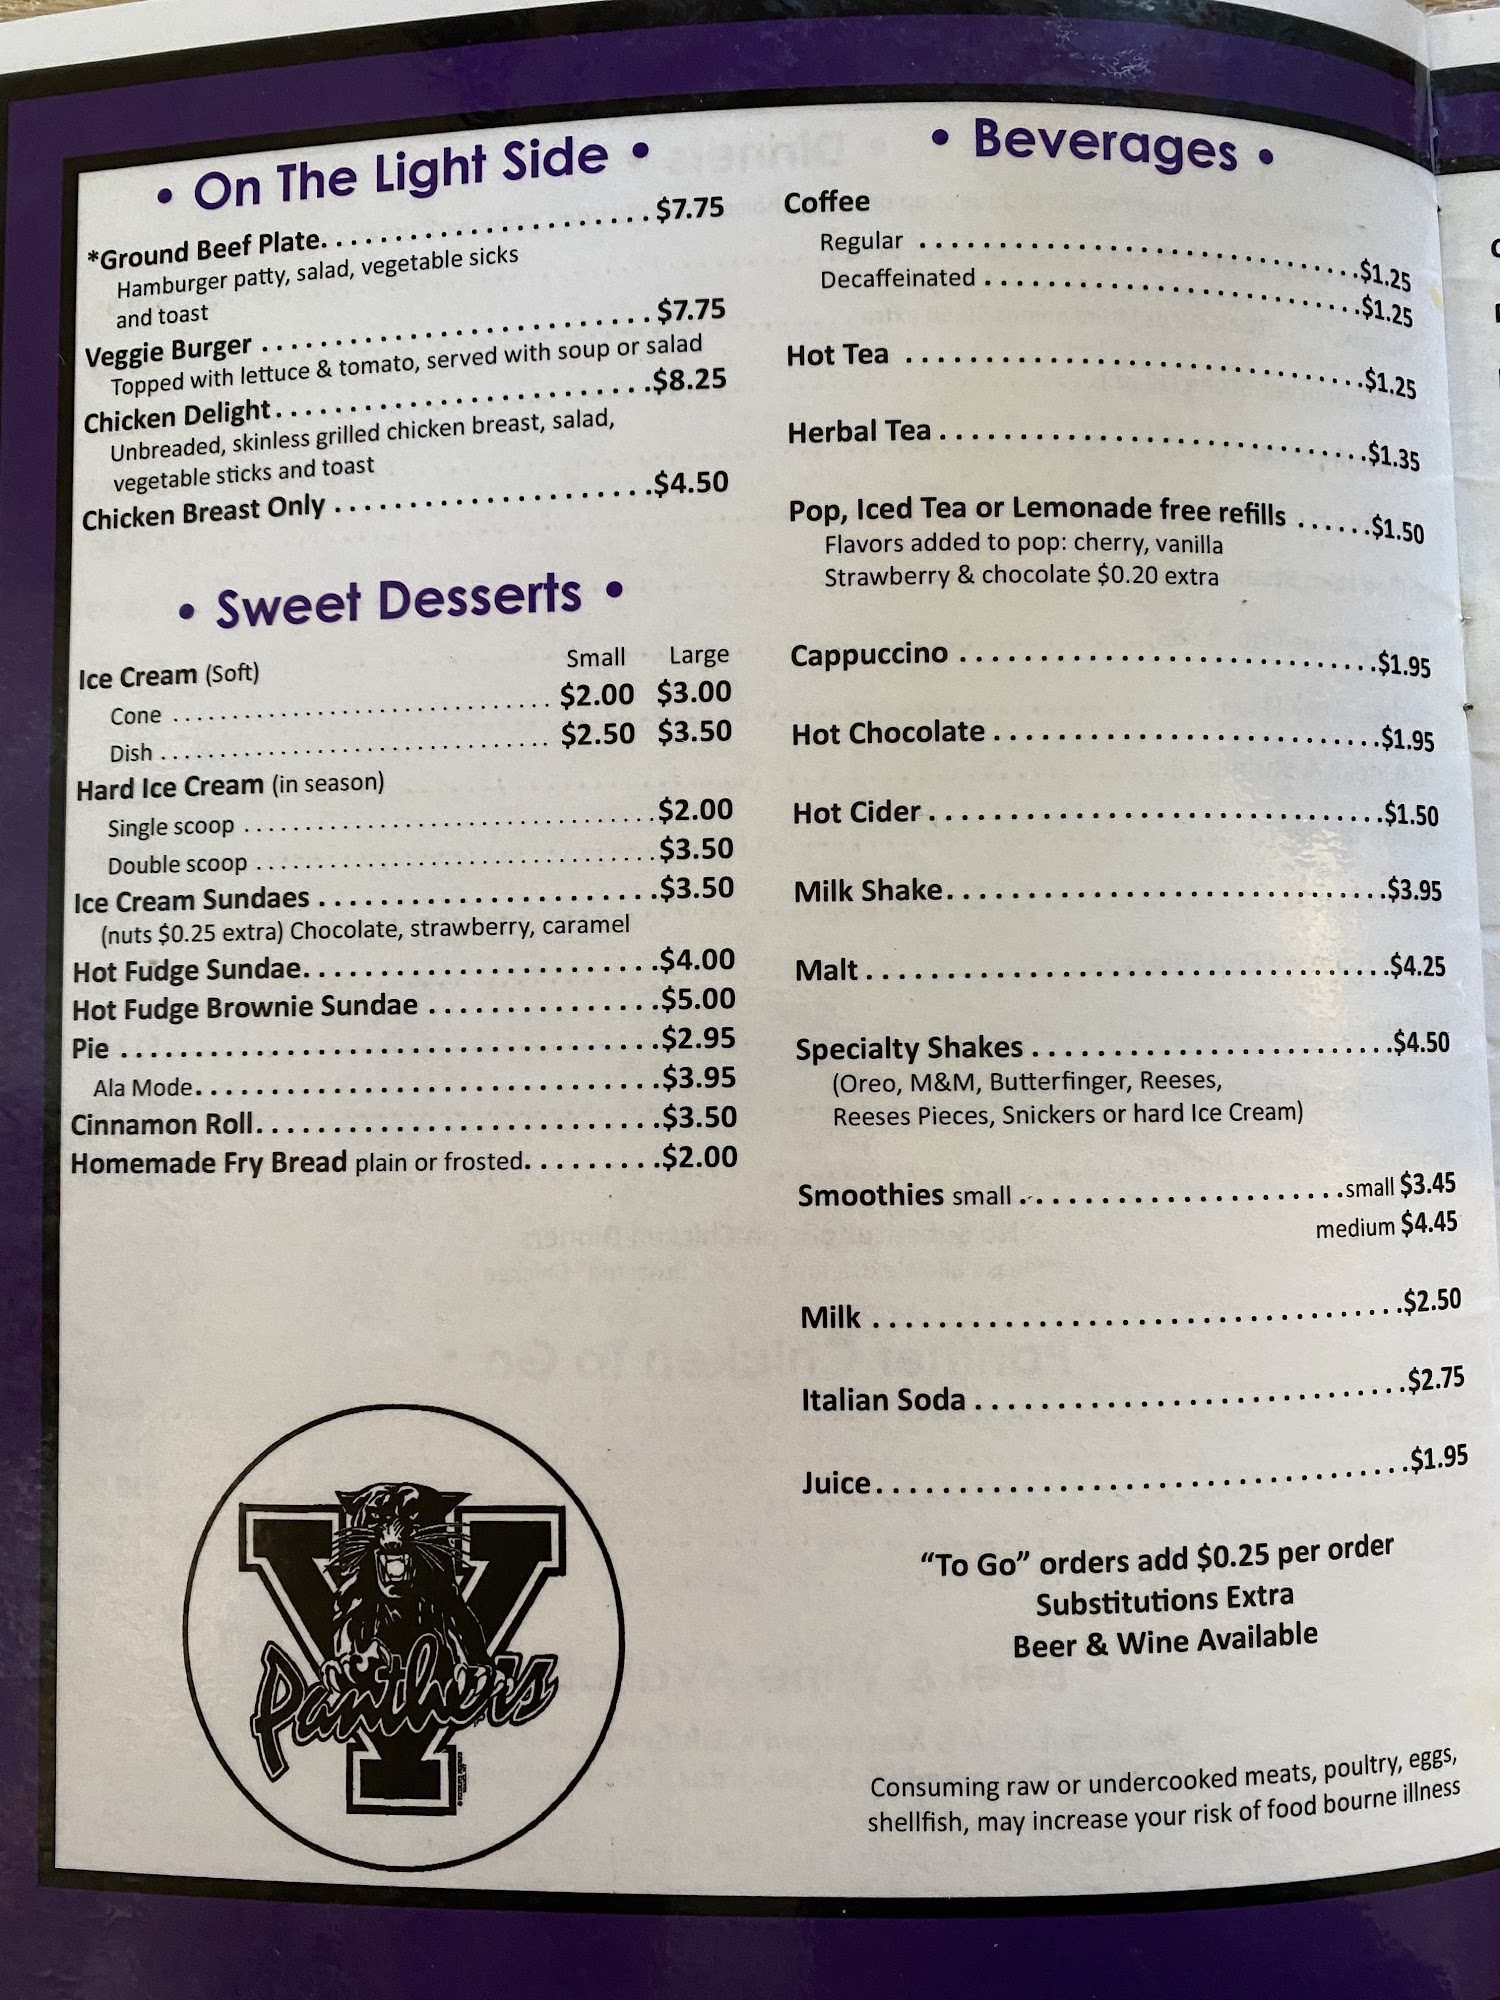 • On The Light Side •
*Ground Beef Plate. . . . . . . . . . . . . . . . . . . . . . . $7.75
Hamburger patty, salad, vegetable sicks
and toast
Veggie Burger . . . . . . . . . . . . . . . . . . . . . . . . . . . $7.75
Topped with lettuce & tomato, served with soup or salad
Chicken Delight. . . . . . . . . . . . . . . . . . . . . . . . . .$8.25
Unbreaded, skinless grilled chicken breast, salad,
vegetable sticks and toast
Chicken Breast Only . . . . . . . . . . . . . . . . . . . . . .$4.50
• Sweet Desserts •
Small Large
Ice Cream (Soft)
Cone . . . . . . . . . . . . . . . . . . . . . . . . . . . . . . . $2.00 $3.00
Dish . . . . . . . . . . . . . . . . . . . . . . . . . . . . . . . . $2.50 $3.50
Hard Ice Cream (in season)
Single scoop . . . . . . . . . . . . . . . . . . . . . . . . . . . . . . . .$2.00
Double scoop . . . . . . . . . . . . . . . . . . . . . . . . . . . . . . .$3.50
Ice Cream Sundaes . . . . . . . . . . . . . . . . . . . . . . .$3.50
(nuts $0.25 extra) Chocolate, strawberry, caramel
Hot Fudge Sundae. . . . . . . . . . . . . . . . . . . . . . . .$4.00
Hot Fudge Brownie Sundae . . . . . . . . . . . . . . . .$5.00
Pie . . . . . . . . . . . . . . . . . . . . . . . . . . . . . . . . . . . . .$2.95
Ala Mode. . . . . . . . . . . . . . . . . . . . . . . . . . . . . . . .$3.95
Cinnamon Roll. . . . . . . . . . . . . . . . . . . . . . . . . . . .$3.50
Homemade Fry Bread plain or frosted. . . . . . . . . .$2.00
Panthers
• Beverages •
Coffee
Regular . . . . . . . . . . . . . . . . . . . . . . . . . . . . . . . .$1.25
Decaffeinated . . . . . . . . . . . . . . . . . . . . . . . . . . .$1.25
Hot Tea . . . . . . . . . . . . . . . . . . . . . . . . . . . . . . . . .$1.25
Herbal Tea . . . . . . . . . . . . . . . . . . . . . . . . . . . . . .$1.35
Pop, Iced Tea or Lemonade free refills . . . . . .$1.50
Flavors added to pop: cherry, vanilla
Strawberry & chocolate $0.20 extra
Cappuccino . . . . . . . . . . . . . . . . . . . . . . . . . . . . .$1.95
Hot Chocolate . . . . . . . . . . . . . . . . . . . . . . . . . . .$1.95
Hot Cider . . . . . . . . . . . . . . . . . . . . . . . . . . . . . . .$1.50
Milk Shake. . . . . . . . . . . . . . . . . . . . . . . . . . . . . .$3.95
Malt . . . . . . . . . . . . . . . . . . . . . . . . . . . . . . . . . . .$4.25
Specialty Shakes . . . . . . . . . . . . . . . . . . . . . . . .$4.50
(Oreo, M&M, Butterfinger, Reeses,
Reeses Pieces, Snickers or hard Ice Cream)
Smoothies small . . . . . . . . . . . . . . . . . . . . . .small $3.45
medium $4.45
Milk . . . . . . . . . . . . . . . . . . . . . . . . . . . . . . . . . .$2.50
Italian Soda . . . . . . . . . . . . . . . . . . . . . . . . . . . .$2.75
Juice. . . . . . . . . . . . . . . . . . . . . . . . . . . . . . . . . .$1.95
“To Go” orders add $0.25 per order
Substitutions Extra
Beer & Wine Available
Consuming raw or undercooked meats, poultry, eggs,
shellfish, may increase your risk of food bourne illness